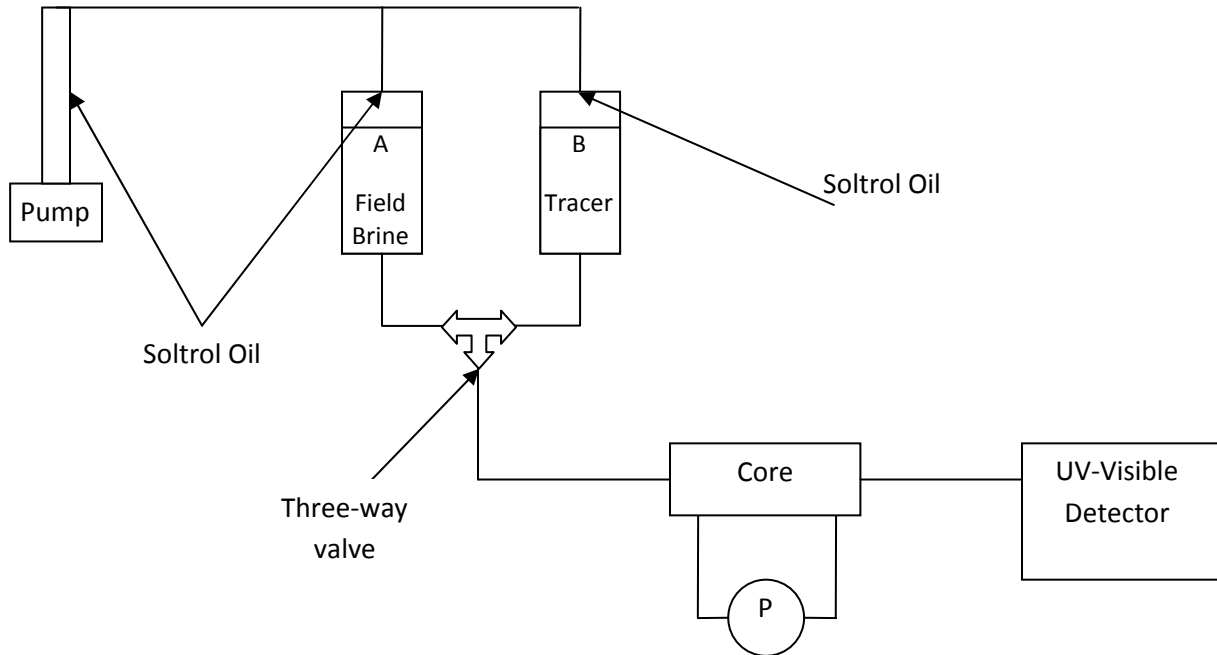 A
B
Field
Brine
Tracer
Soltrol Oil
Pump
Soltrol Oil
Three-way
valve
Core
UV-Visible
Detector
P